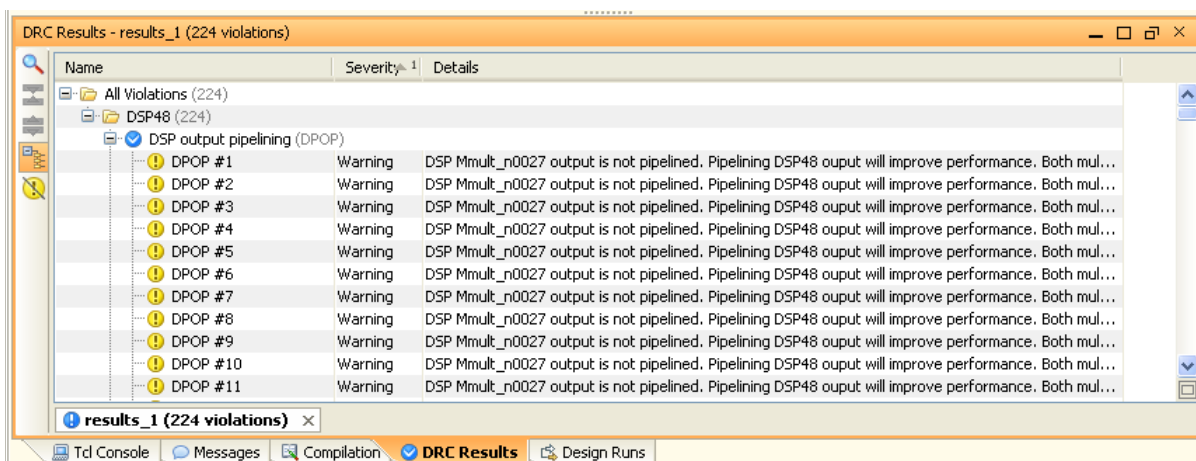 DRC Results - results_1 (224 violations)
Name Severity 1 Details
All Violations (224)
DSP48 (224)
DSP output pipelining (DPOP)
DPOP #1 Warning DSP Mmult_n0027 output is not pipelined. Pipelining DSP48 ouput will improve performance. Both mul...
DPOP #2 Warning DSP Mmult_n0027 output is not pipelined. Pipelining DSP48 ouput will improve performance. Both mul...
DPOP #3 Warning DSP Mmult_n0027 output is not pipelined. Pipelining DSP48 ouput will improve performance. Both mul...
DPOP #4 Warning DSP Mmult_n0027 output is not pipelined. Pipelining DSP48 ouput will improve performance. Both mul...
DPOP #5 Warning DSP Mmult_n0027 output is not pipelined. Pipelining DSP48 ouput will improve performance. Both mul...
DPOP #6 Warning DSP Mmult_n0027 output is not pipelined. Pipelining DSP48 ouput will improve performance. Both mul...
DPOP #7 Warning DSP Mmult_n0027 output is not pipelined. Pipelining DSP48 ouput will improve performance. Both mul...
DPOP #8 Warning DSP Mmult_n0027 output is not pipelined. Pipelining DSP48 ouput will improve performance. Both mul...
DPOP #9 Warning DSP Mmult_n0027 output is not pipelined. Pipelining DSP48 ouput will improve performance. Both mul...
DPOP #10 Warning DSP Mmult_n0027 output is not pipelined. Pipelining DSP48 ouput will improve performance. Both mul...
DPOP #11 Warning DSP Mmult_n0027 output is not pipelined. Pipelining DSP48 ouput will improve performance. Both mul...
results_1 (224 violations)
Tcl Console Messages Compilation DRC Results Design Runs